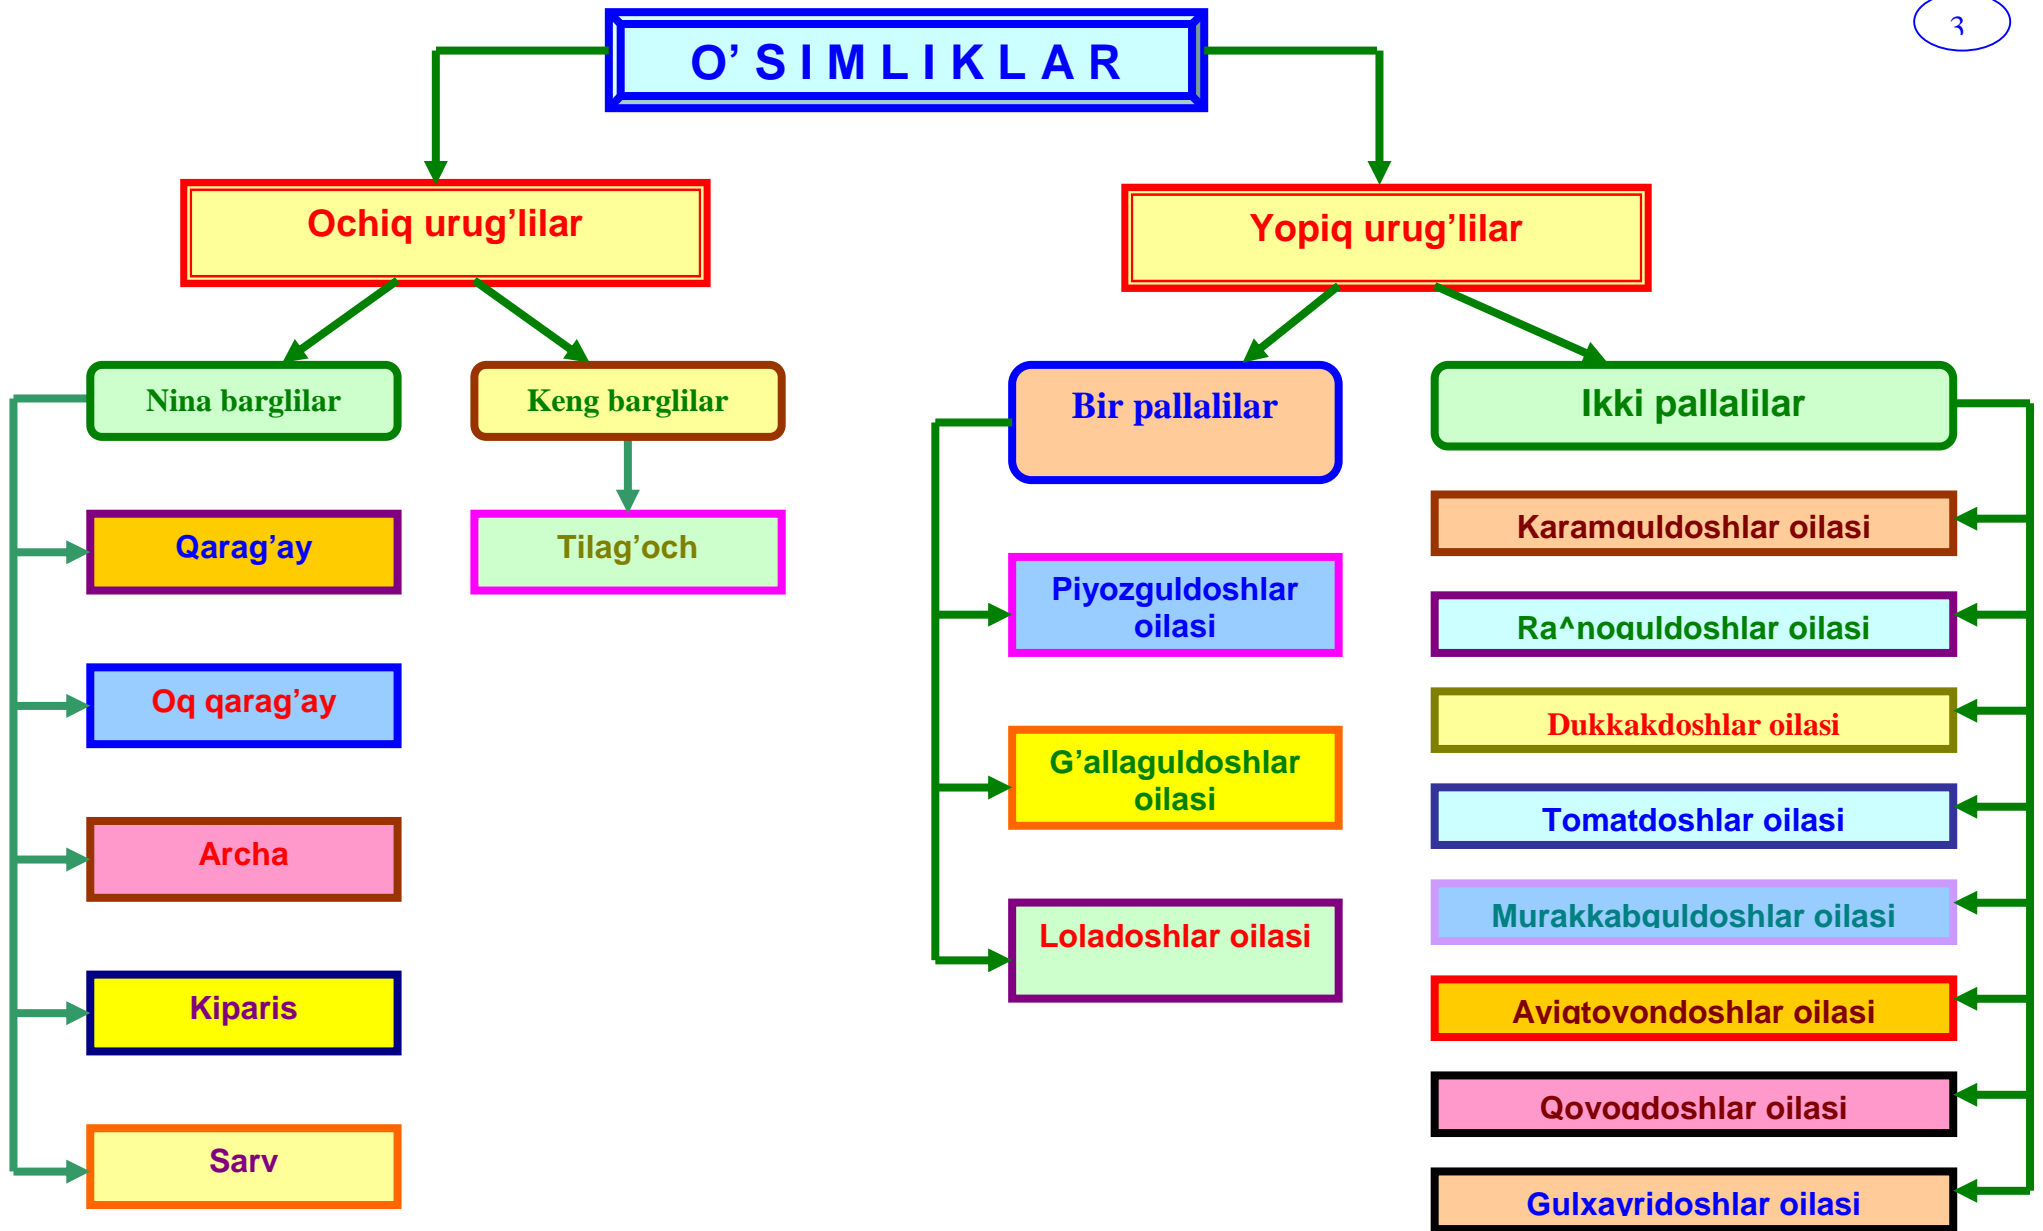 3
O’ S I M L I K L A R
Ochiq urug’lilar
Yopiq urug’lilar
Nina barglilar
Keng barglilar
Bir pallalilar
Ikki pallalilar
Qarag’ay
Oq qarag’ay
Archa
Kiparis
Sarv
Tilag’och
Piyozguldoshlar
oilasi
G’allaguldoshlar
oilasi
Loladoshlar oilasi
Karamguldoshlar oilasi
Ra^noguldoshlar oilasi
Dukkakdoshlar oilasi
Tomatdoshlar oilasi
Murakkabguldoshlar oilasi
Ayiqtovondoshlar oilasi
Qovoqdoshlar oilasi
Gulxayridoshlar oilasi